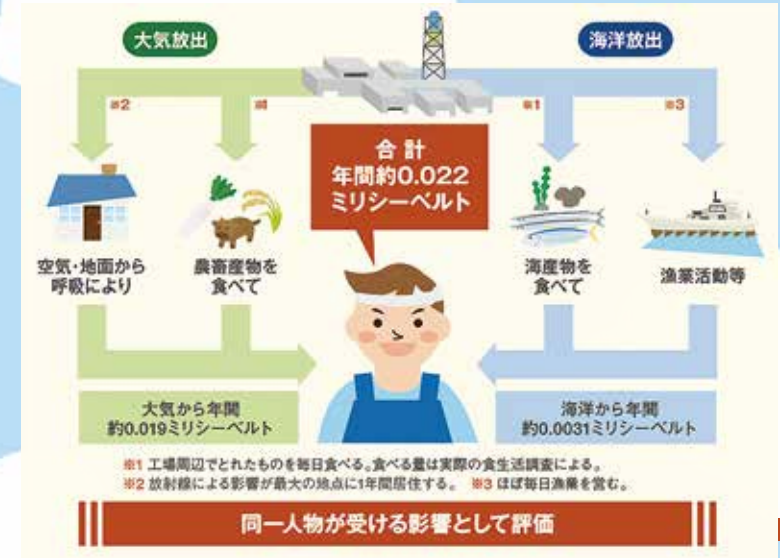 大気放出
海洋放出
※2
※1
※1
※3
合計
年間約0.022
ミリシーベルト
空気・地面から
呼吸により
農畜産物を
食べて
海産物を
食べて
漁業活動等
大気から年間
約0.019ミリシーベルト
海洋から年間
約0.0031ミリシーベルト
※1 工場周辺でとれたものを毎日食べる。食べる量は実際の食生活調査による。
※2 放射線による影響が最大の地点に1年間居住する。 ※3 ほぼ毎日漁業を営む。
同一人物が受ける影響として評価